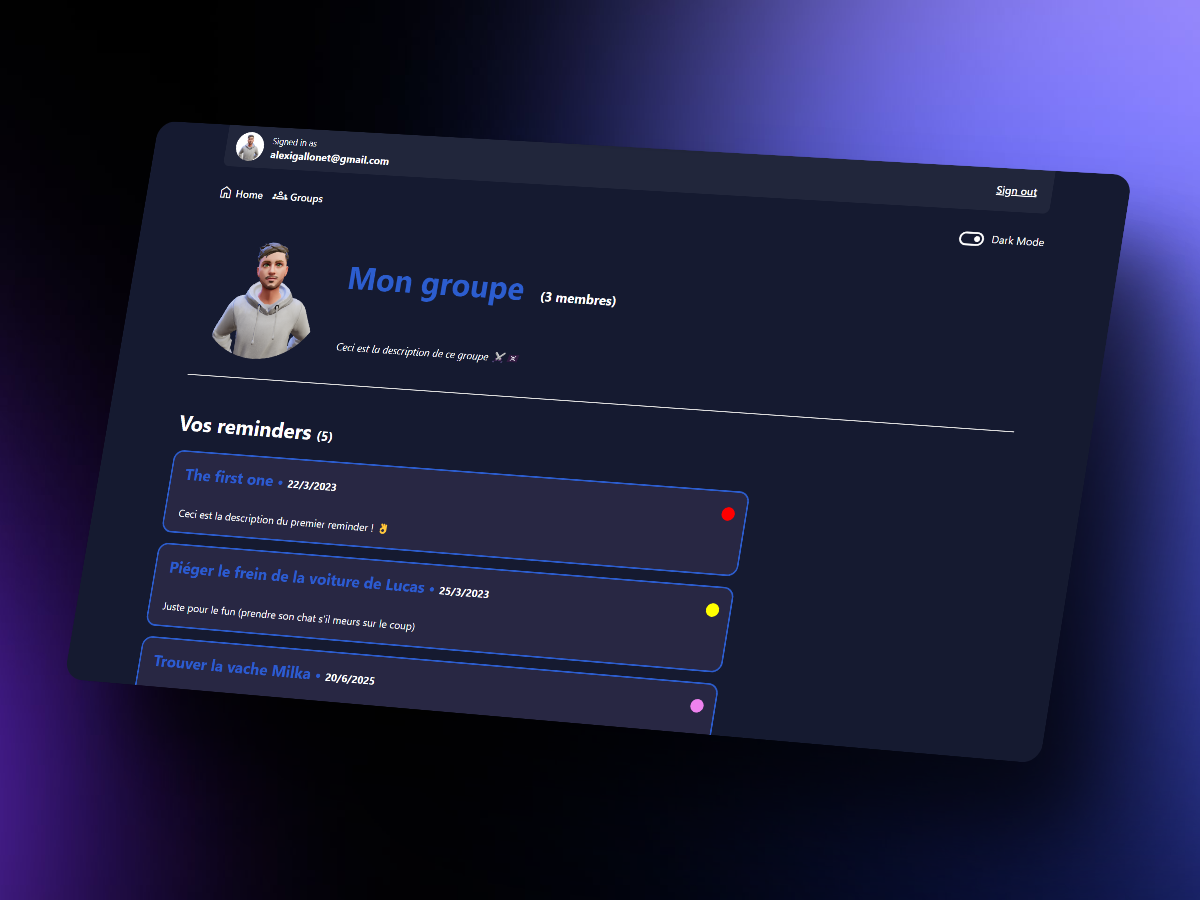 Signed in as
alexigallonet@gmail.com
Sign out
Home Groups
Dark Mode
Mon groupe (3 membres)
Ceci est la description de ce groupe
Vos reminders (5)
The first one • 22/3/2023
Ceci est la description du premier reminder ! 👌
Piéger le frein de la voiture de Lucas • 25/3/2023
Juste pour le fun (prendre son chat s'il meurs sur le coup)
Trouver la vache Milka • 20/6/2025